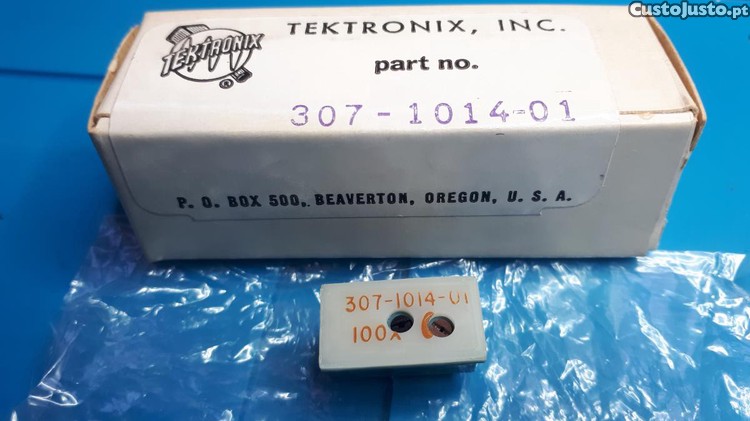 CustoJusto.pt
TEKTRONIX
®
TEKTRONIX, INC.
part no.
307-1014-01
P. O. BOX 500,. BEAVERTON, OREGON, U. S. A.
307-1014-01
100X